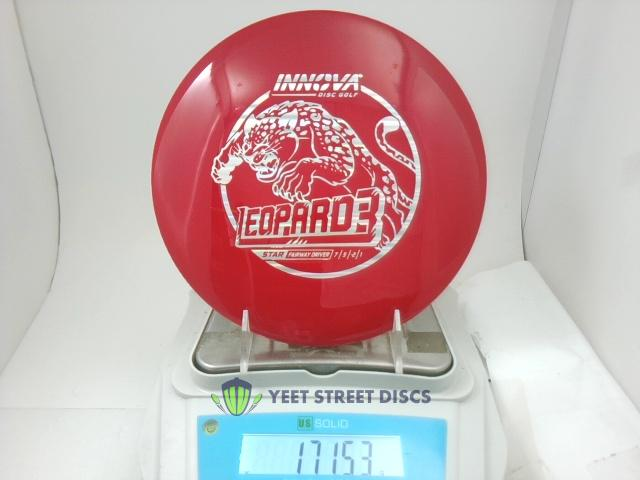 INNOVA
DISC GOLF
LEOPARD3
STAR FAIRWAY DRIVER 7/5/-2/1
YEET STREET DISCS
US SOLID
171.53